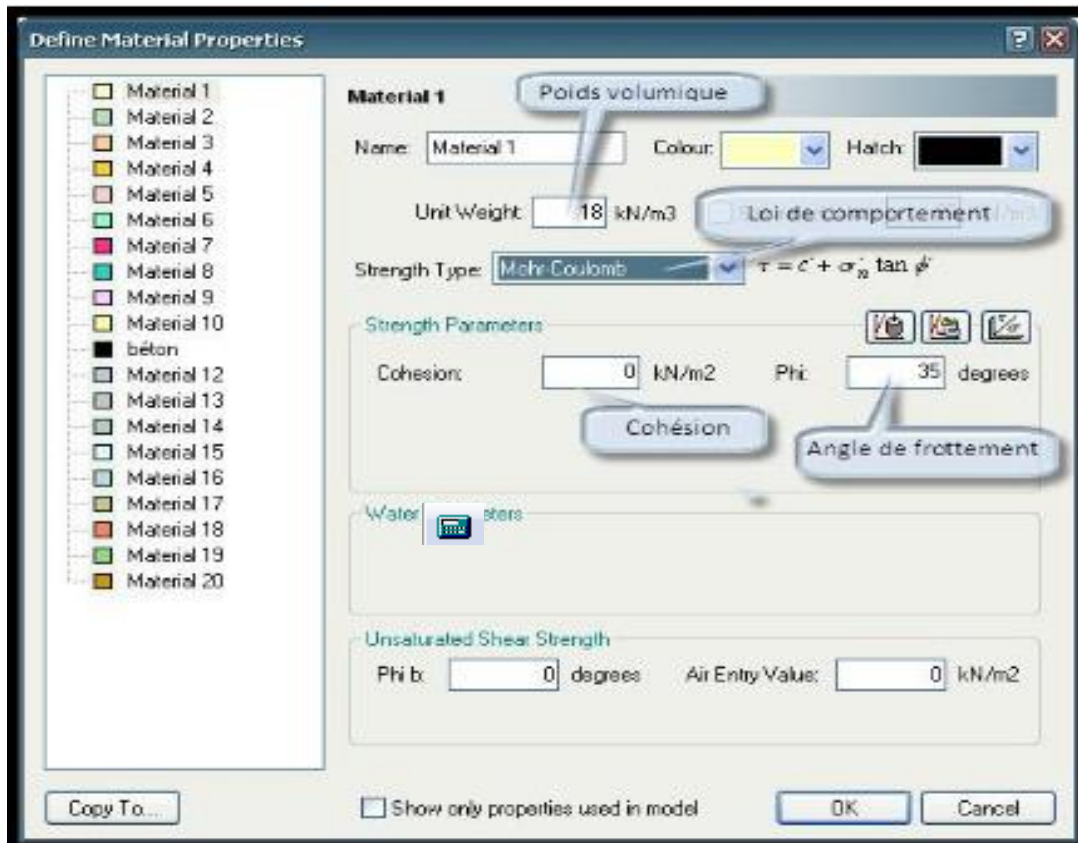 Define Material Properties
Material 1
Material 2
Material 3
Material 4
Material 5
Material 6
Material 7
Material 8
Material 9
Material 10
béton
Material 12
Material 13
Material 14
Material 15
Material 16
Material 17
Material 18
Material 19
Material 20
Copy To...
Material 1
Poids volumique
Name: Material 1 Colour: Hatch:
Unit Weight: 18 kN/m3
Loi de comportement
Strength Type: Mohr-Coulomb τ = c' + σ'n tan ϕ'
Strength Parameters
Cohesion: 0 kN/m2 Phi: 35 degrees
Cohésion
Angle de frottement
Water eters
Unsaturated Shear Strength
Phi b: 0 degrees Air Entry Value: 0 kN/m2
Show only properties used in model
OK Cancel